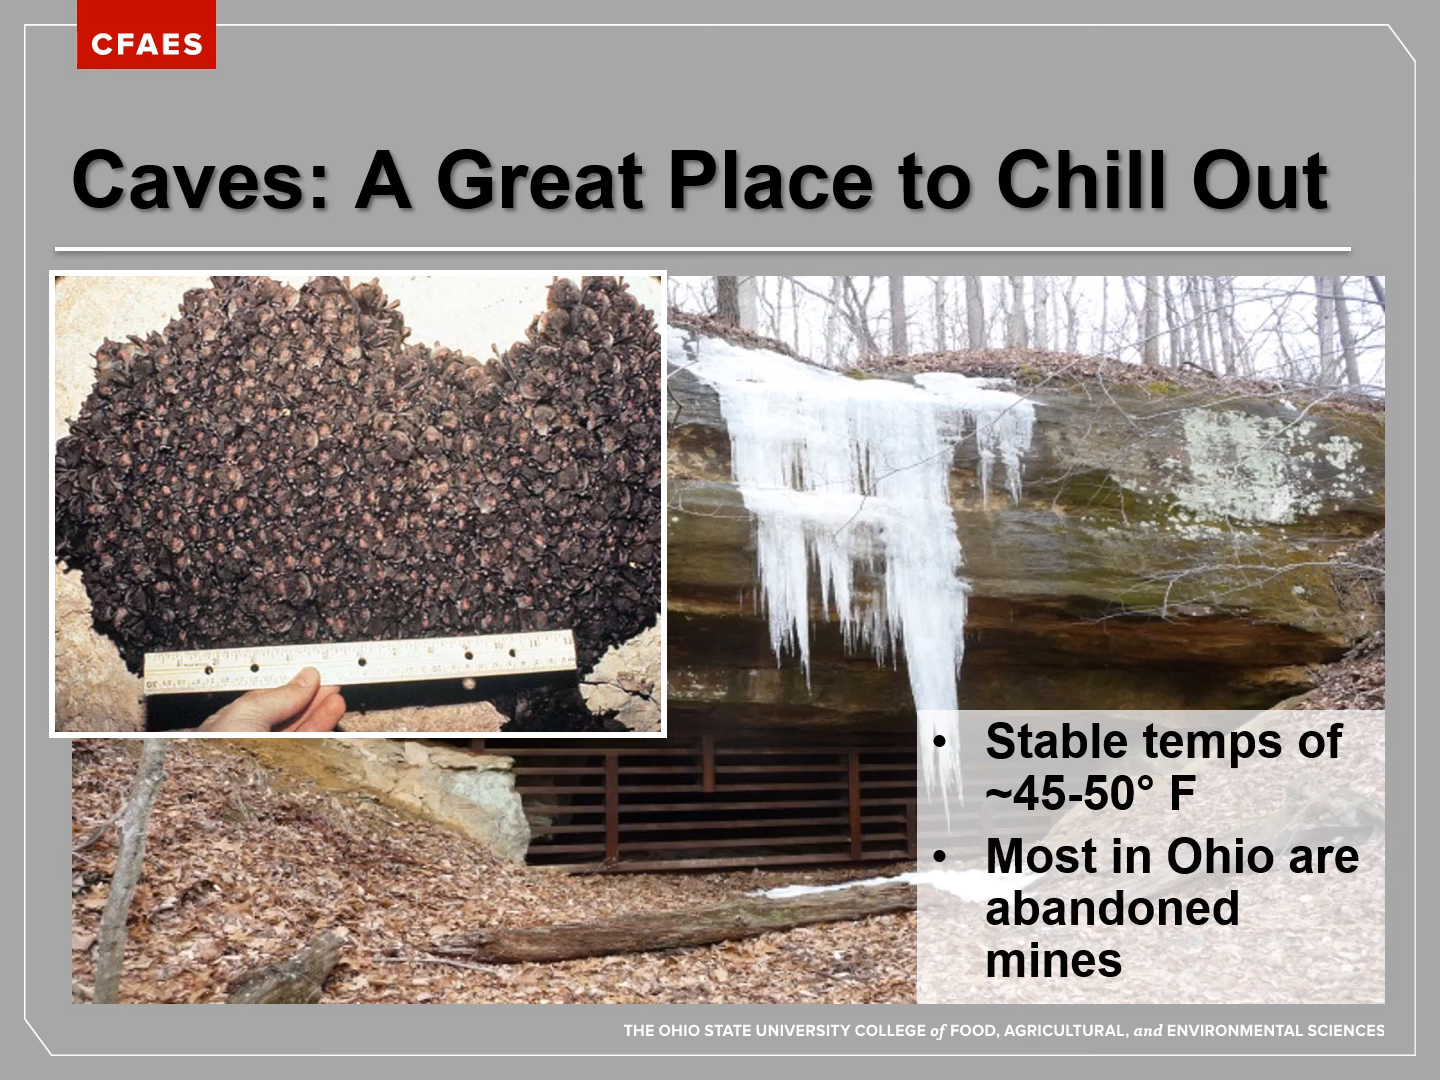 CFAES
Caves: A Great Place to Chill Out
• Stable temps of
~45-50° F
• Most in Ohio are
abandoned
mines
THE OHIO STATE UNIVERSITY COLLEGE of FOOD, AGRICULTURAL, and ENVIRONMENTAL SCIENCES